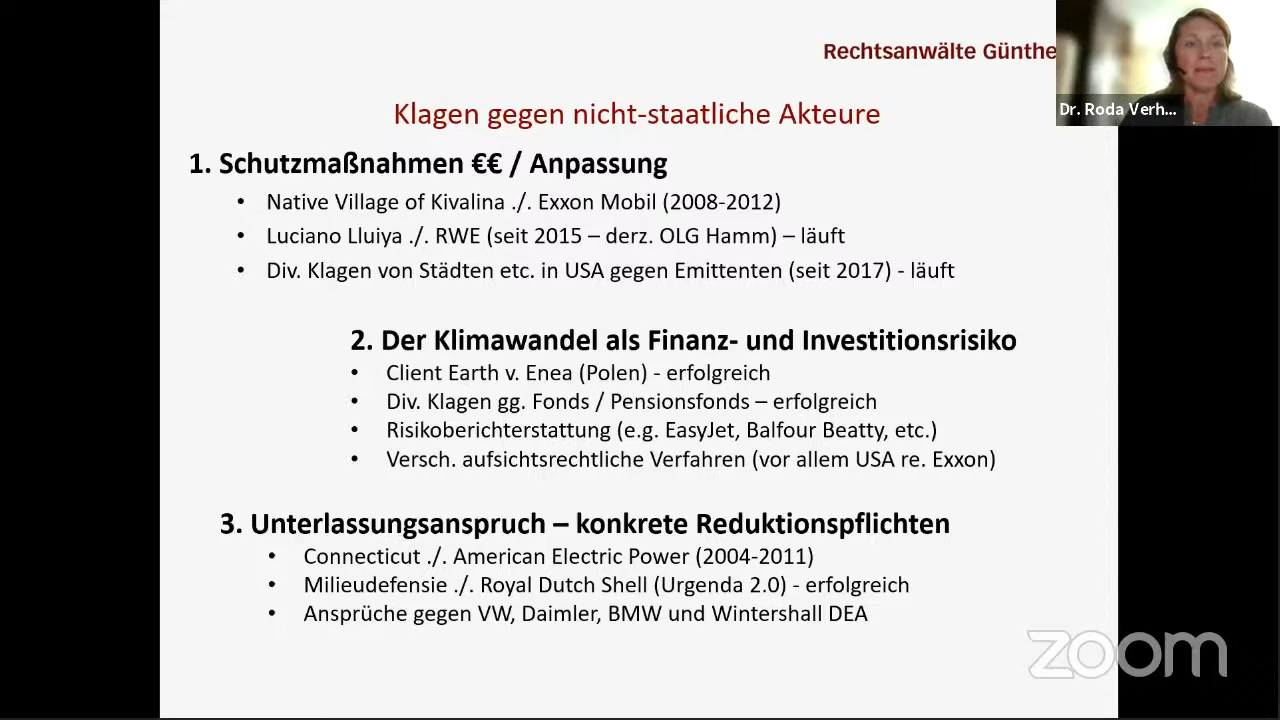 Rechtsanwälte Günthe
Dr. Roda Verh...
Klagen gegen nicht-staatliche Akteure
1. Schutzmaßnahmen €€ / Anpassung
• Native Village of Kivalina ./. Exxon Mobil (2008-2012)
• Luciano Lluiya ./. RWE (seit 2015 – derz. OLG Hamm) – läuft
• Div. Klagen von Städten etc. in USA gegen Emittenten (seit 2017) - läuft
2. Der Klimawandel als Finanz- und Investitionsrisiko
• Client Earth v. Enea (Polen) - erfolgreich
• Div. Klagen gg. Fonds / Pensionsfonds – erfolgreich
• Risikoberichterstattung (e.g. EasyJet, Balfour Beatty, etc.)
• Versch. aufsichtsrechtliche Verfahren (vor allem USA re. Exxon)
3. Unterlassungsanspruch – konkrete Reduktionspflichten
• Connecticut ./. American Electric Power (2004-2011)
• Milieudefensie ./. Royal Dutch Shell (Urgenda 2.0) - erfolgreich
• Ansprüche gegen VW, Daimler, BMW und Wintershall DEA
zoom